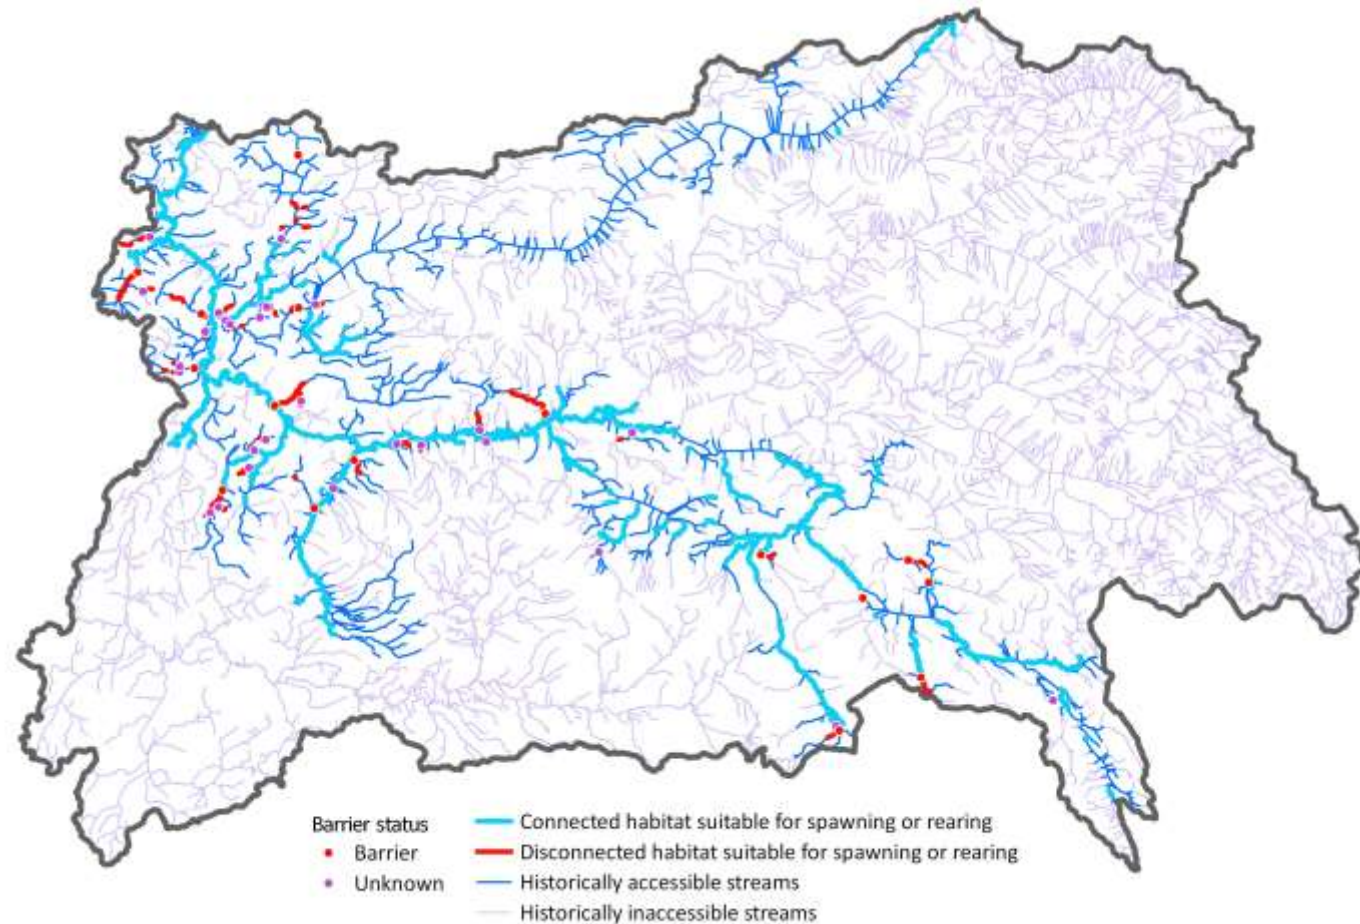 Barrier status
Barrier
Unknown
Connected habitat suitable for spawning or rearing
Disconnected habitat suitable for spawning or rearing
Historically accessible streams
Historically inaccessible streams